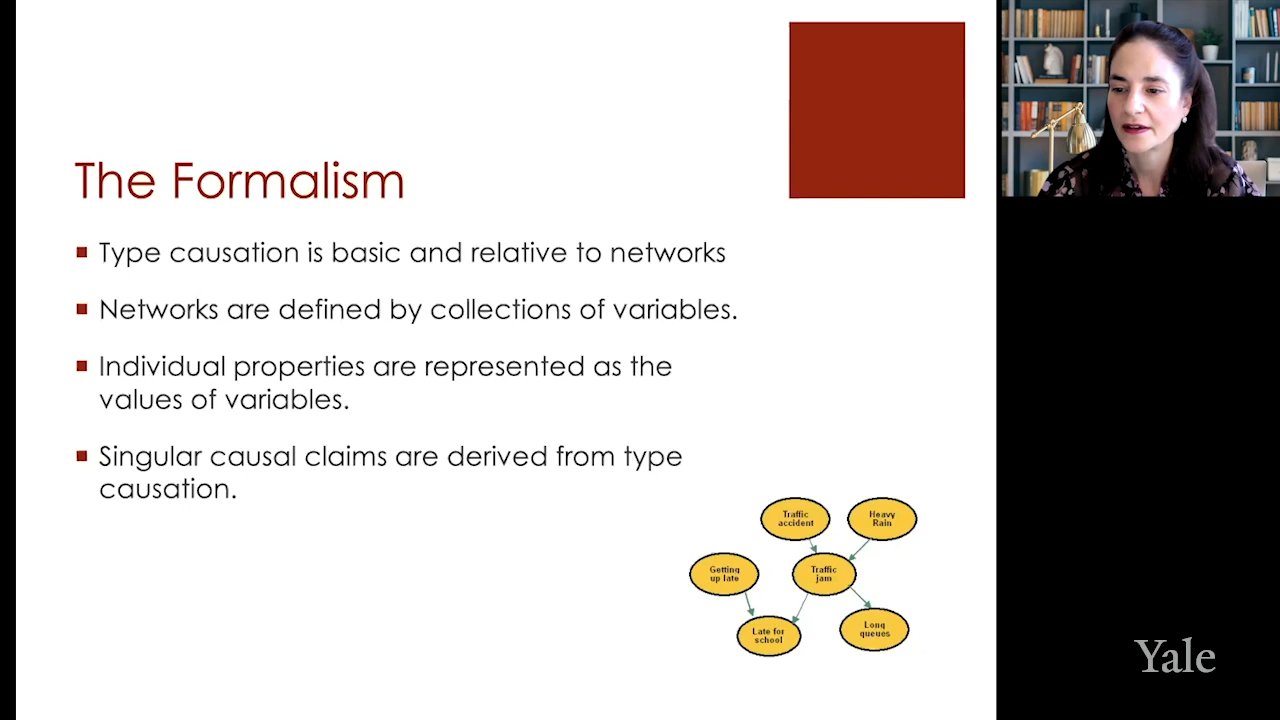 The Formalism
Type causation is basic and relative to networks
Networks are defined by collections of variables.
Individual properties are represented as the
values of variables.
Singular causal claims are derived from type
causation.
Traffic
accident
Heavy
Rain
Getting
up late
Traffic
jam
Late for
school
Long
queues
Yale